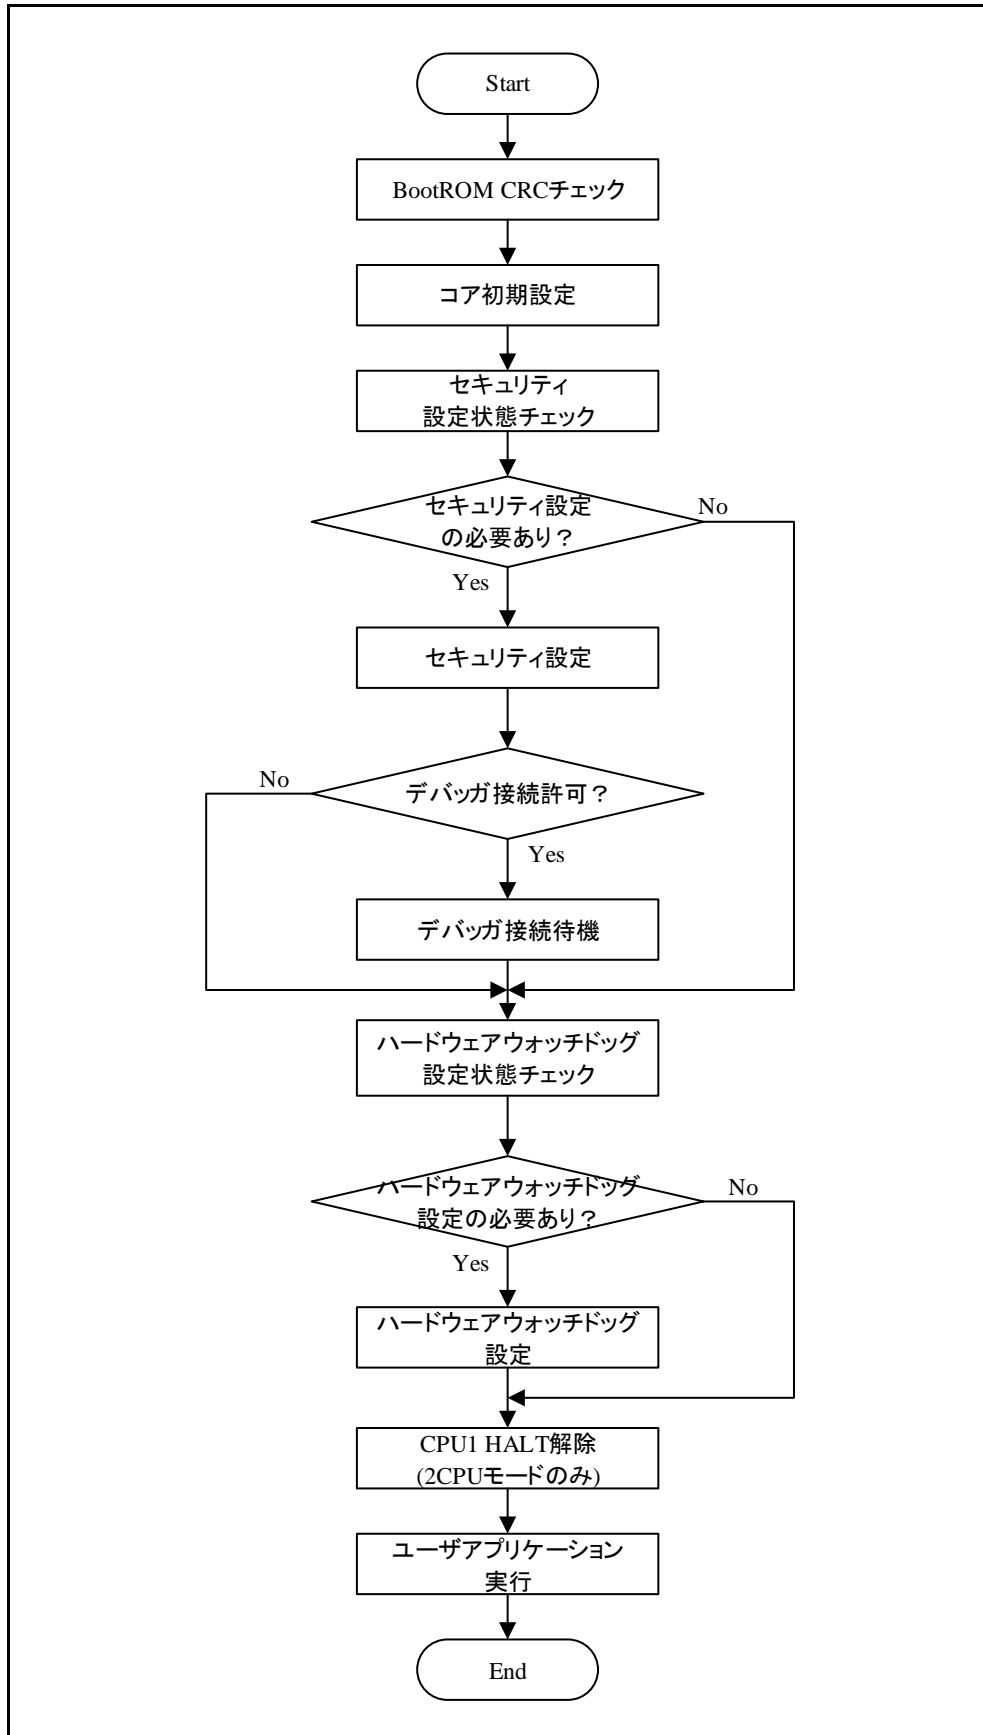 Start
BootROM CRCチェック
コア初期設定
セキュリティ
設定状態チェック
セキュリティ設定
の必要あり？
No
Yes
セキュリティ設定
デバッガ接続許可？
No
Yes
デバッガ接続待機
ハードウェアウォッチドッグ
設定状態チェック
ハードウェアウォッチドッグ
設定の必要あり？
No
Yes
ハードウェアウォッチドッグ
設定
CPU1 HALT解除
(2CPUモードのみ)
ユーザアプリケーション
実行
End